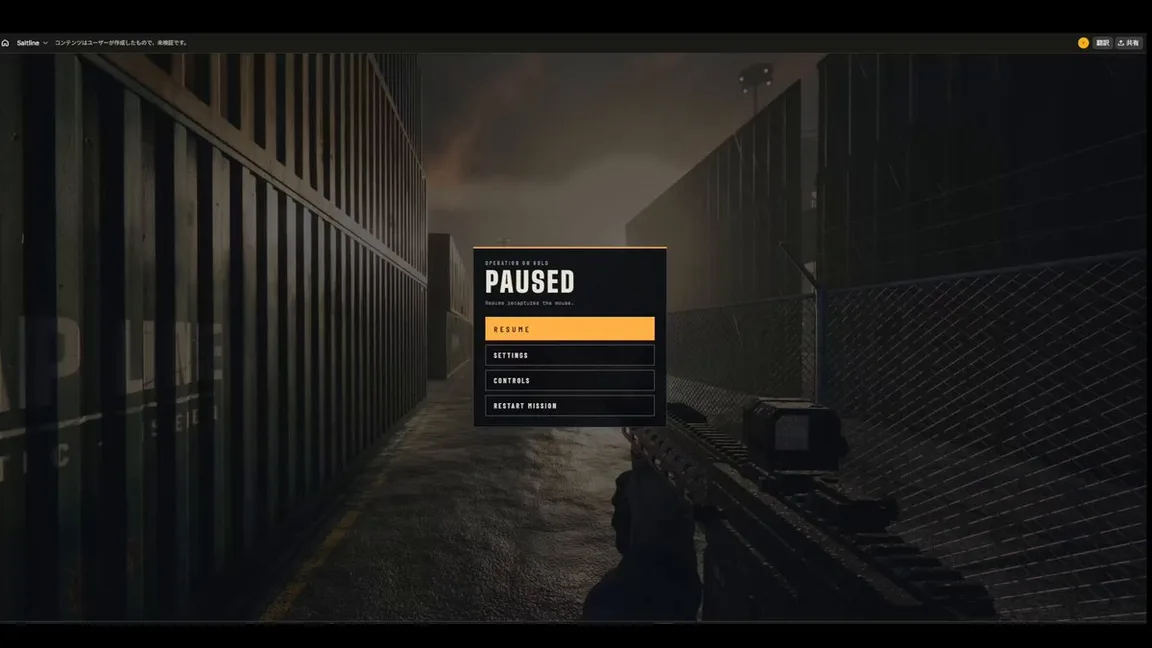 Saltline
コンテンツはユーザーが作成したもので、未検証です。
翻訳
共有
OPERATION ON HOLD
PAUSED
Resume recaptures the mouse.
RESUME
SETTINGS
CONTROLS
RESTART MISSION
LINE